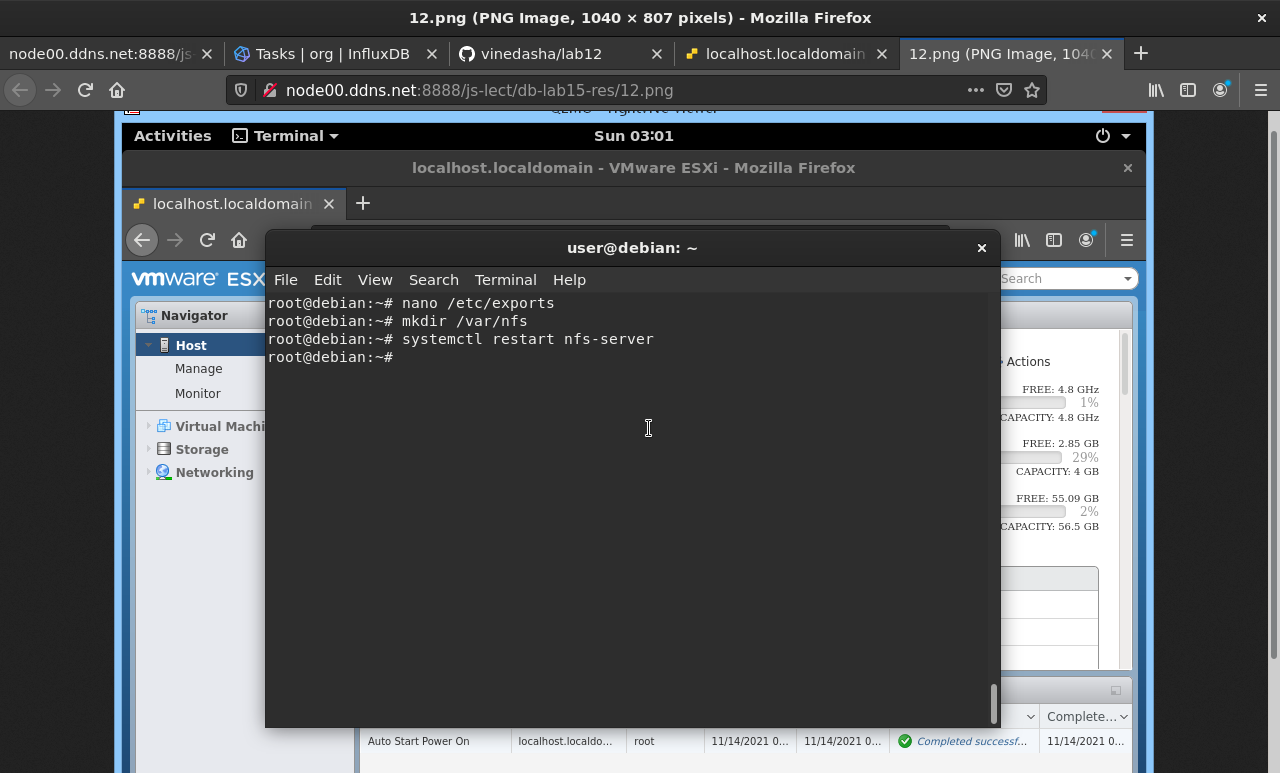 12.png (PNG Image, 1040 × 807 pixels) - Mozilla Firefox
node00.ddns.net:8888/js
Tasks | org | InfluxDB
vinedasha/lab12
localhost.localdomain
12.png (PNG Image, 104
node00.ddns.net:8888/js-lect/db-lab15-res/12.png
Activities
Terminal
Sun 03:01
localhost.localdomain - VMware ESXi - Mozilla Firefox
localhost.localdomain
user@debian: ~
vmware ESX
Search
File Edit View Search Terminal Help
Navigator
root@debian:~# nano /etc/exports
root@debian:~# mkdir /var/nfs
root@debian:~# systemctl restart nfs-server
root@debian:~#
Host
Manage
Monitor
Virtual Machi
Storage
Networking
Actions
FREE: 4.8 GHz
1%
CAPACITY: 4.8 GHz
FREE: 2.85 GB
29%
CAPACITY: 4 GB
FREE: 55.09 GB
2%
CAPACITY: 56.5 GB
Complete...
Auto Start Power On
localhost.localdo...
root
11/14/2021 0...
11/14/2021 0...
Completed successf...
11/14/2021 0...